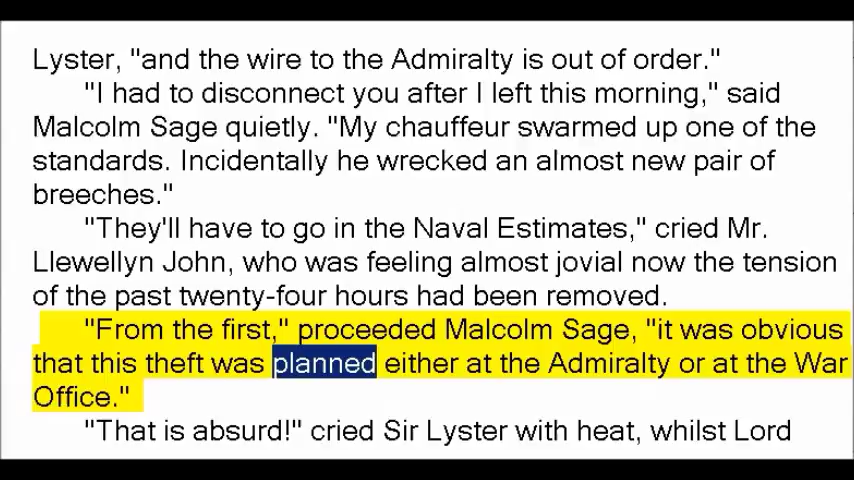 Lyster, "and the wire to the Admiralty is out of order."
"I had to disconnect you after I left this morning," said
Malcolm Sage quietly. "My chauffeur swarmed up one of the
standards. Incidentally he wrecked an almost new pair of
breeches."
"They'll have to go in the Naval Estimates," cried Mr.
Llewellyn John, who was feeling almost jovial now the tension
of the past twenty-four hours had been removed.
"From the first," proceeded Malcolm Sage, "it was obvious
that this theft was planned either at the Admiralty or at the War
Office."
"That is absurd!" cried Sir Lyster with heat, whilst Lord